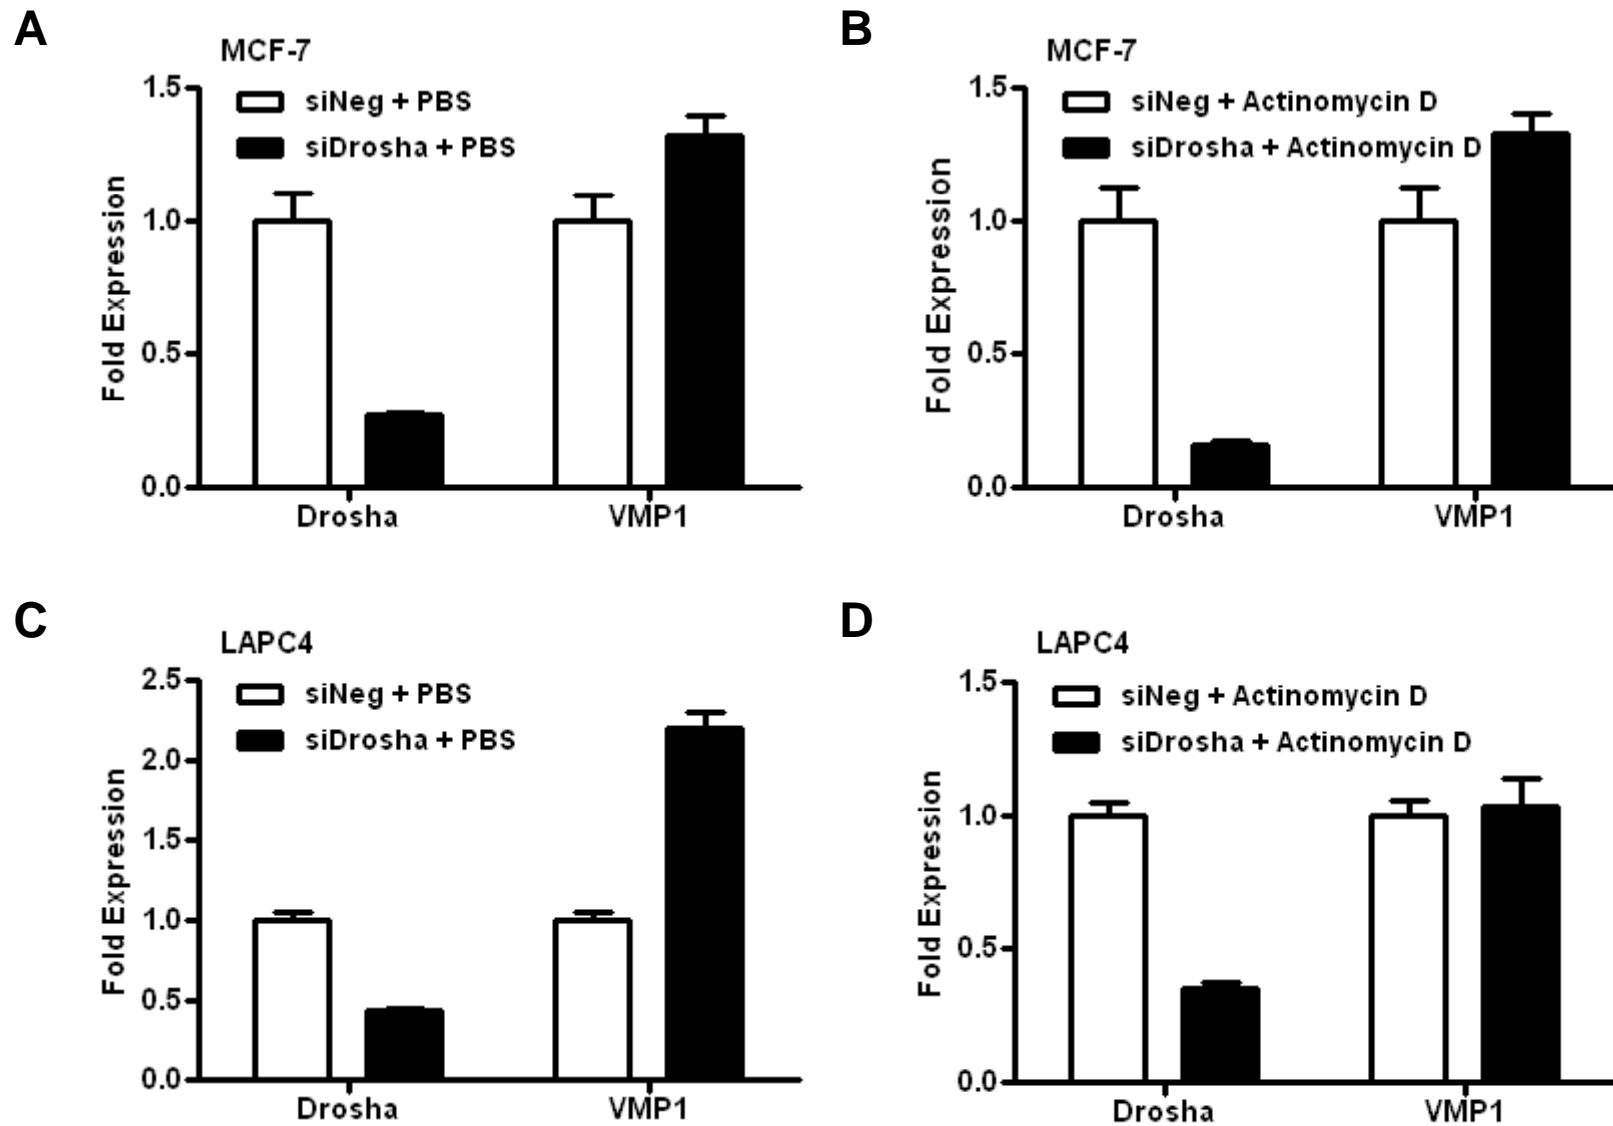 A
MCF-7
1.5
siNeg + PBS
siDrosha + PBS
1.0
0.5
0.0
Fold Expression
Drosha
VMP1
B
MCF-7
1.5
siNeg + Actinomycin D
siDrosha + Actinomycin D
1.0
0.5
0.0
Fold Expression
Drosha
VMP1
C
LAPC4
2.5
siNeg + PBS
siDrosha + PBS
2.0
1.5
1.0
0.5
0.0
Fold Expression
Drosha
VMP1
D
LAPC4
1.5
siNeg + Actinomycin D
siDrosha + Actinomycin D
1.0
0.5
0.0
Fold Expression
Drosha
VMP1